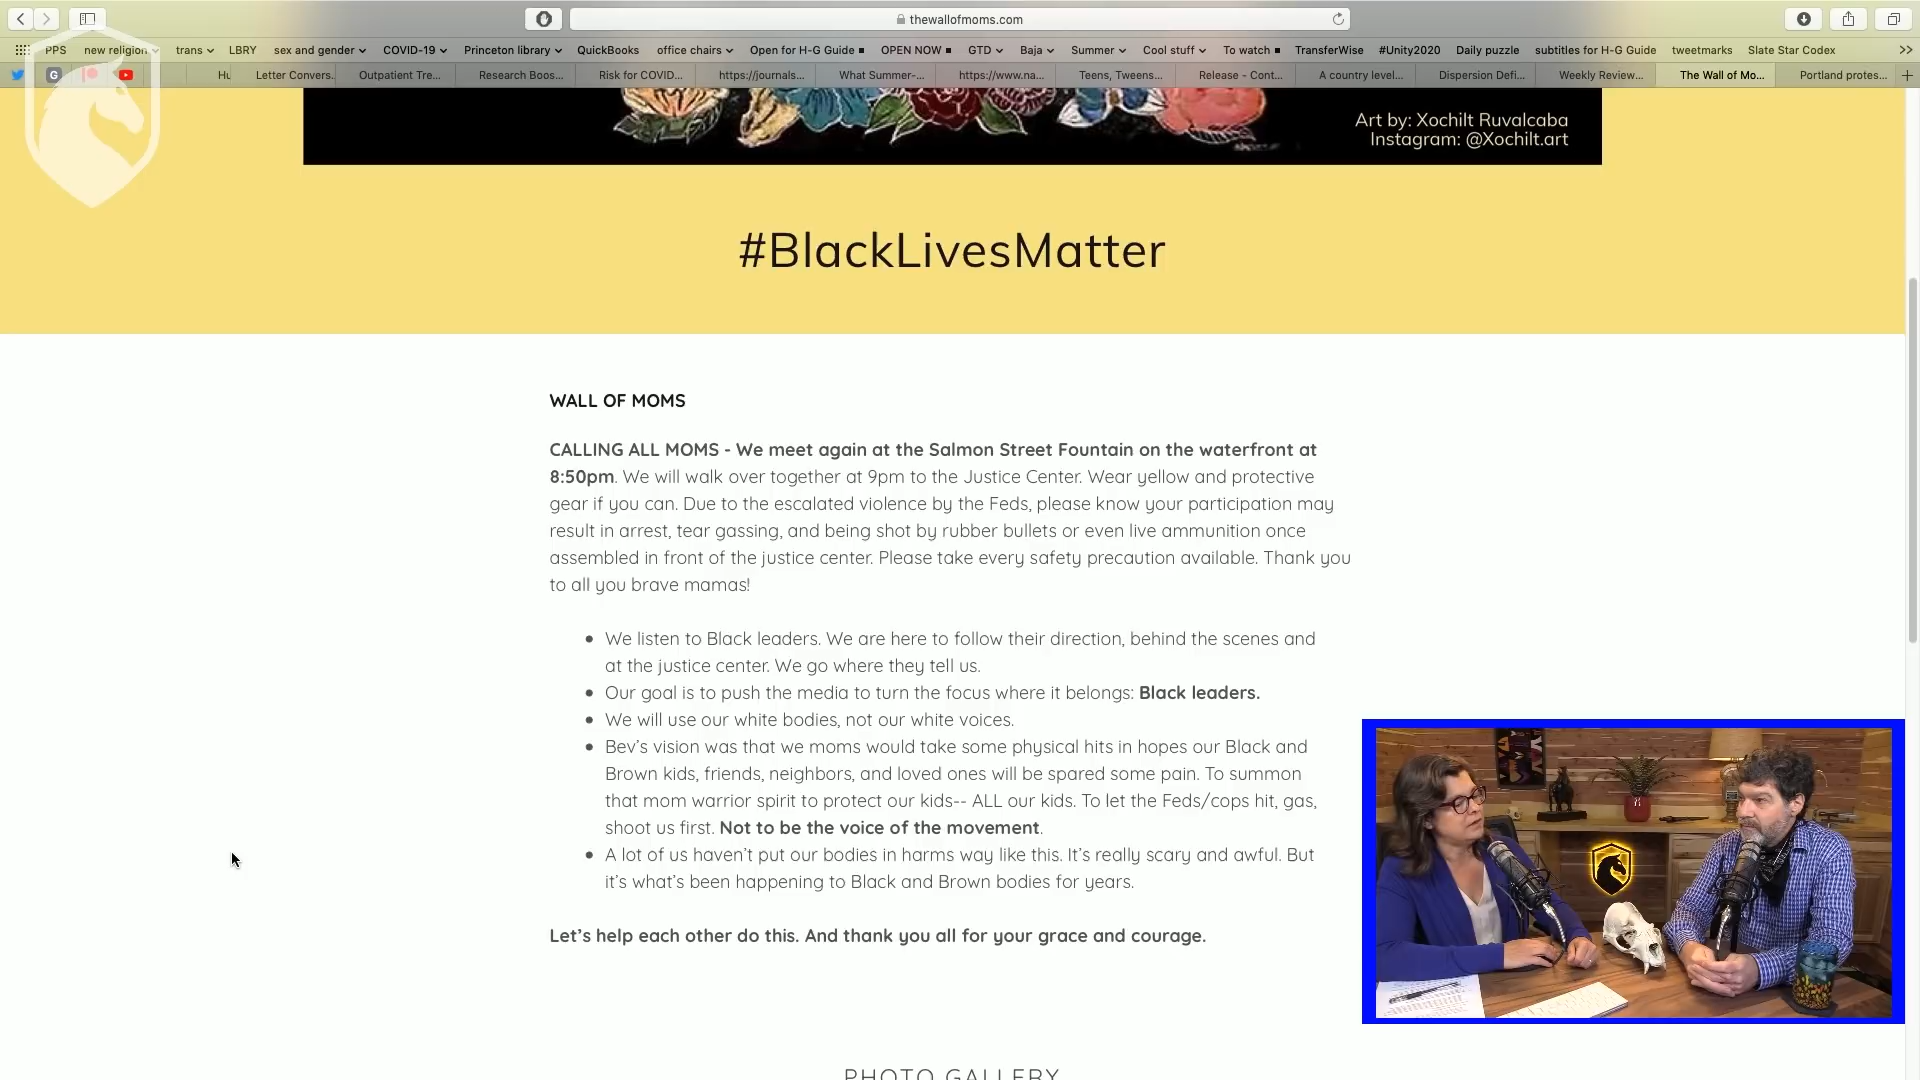 thewallofmoms.com
PPS new religion trans LBRY sex and gender COVID-19 Princeton library QuickBooks office chairs Open for H-G Guide OPEN NOW GTD Baja Summer Cool stuff To watch TransferWise #Unity2020 Daily puzzle subtitles for H-G Guide tweetmarks Slate Star Codex
G Letter Convers... Outpatient Tre... Research Boos... Risk for COVID... https://journals... What Summer-... https://www.na... Teens, Tweens... Release - Cont... A country level... Dispersion Defi... Weekly Review... The Wall of Mo... Portland protes...
Art by: Xochilt Ruvalcaba
Instagram: @Xochilt.art
#BlackLivesMatter
WALL OF MOMS
CALLING ALL MOMS - We meet again at the Salmon Street Fountain on the waterfront at
8:50pm. We will walk over together at 9pm to the Justice Center. Wear yellow and protective
gear if you can. Due to the escalated violence by the Feds, please know your participation may
result in arrest, tear gassing, and being shot by rubber bullets or even live ammunition once
assembled in front of the justice center. Please take every safety precaution available. Thank you
to all you brave mamas!
We listen to Black leaders. We are here to follow their direction, behind the scenes and
at the justice center. We go where they tell us.
Our goal is to push the media to turn the focus where it belongs: Black leaders.
We will use our white bodies, not our white voices.
Bev's vision was that we moms would take some physical hits in hopes our Black and
Brown kids, friends, neighbors, and loved ones will be spared some pain. To summon
that mom warrior spirit to protect our kids-- ALL our kids. To let the Feds/cops hit, gas,
shoot us first. Not to be the voice of the movement.
A lot of us haven't put our bodies in harms way like this. It's really scary and awful. But
it's what's been happening to Black and Brown bodies for years.
Let's help each other do this. And thank you all for your grace and courage.
PHOTO GALLERY